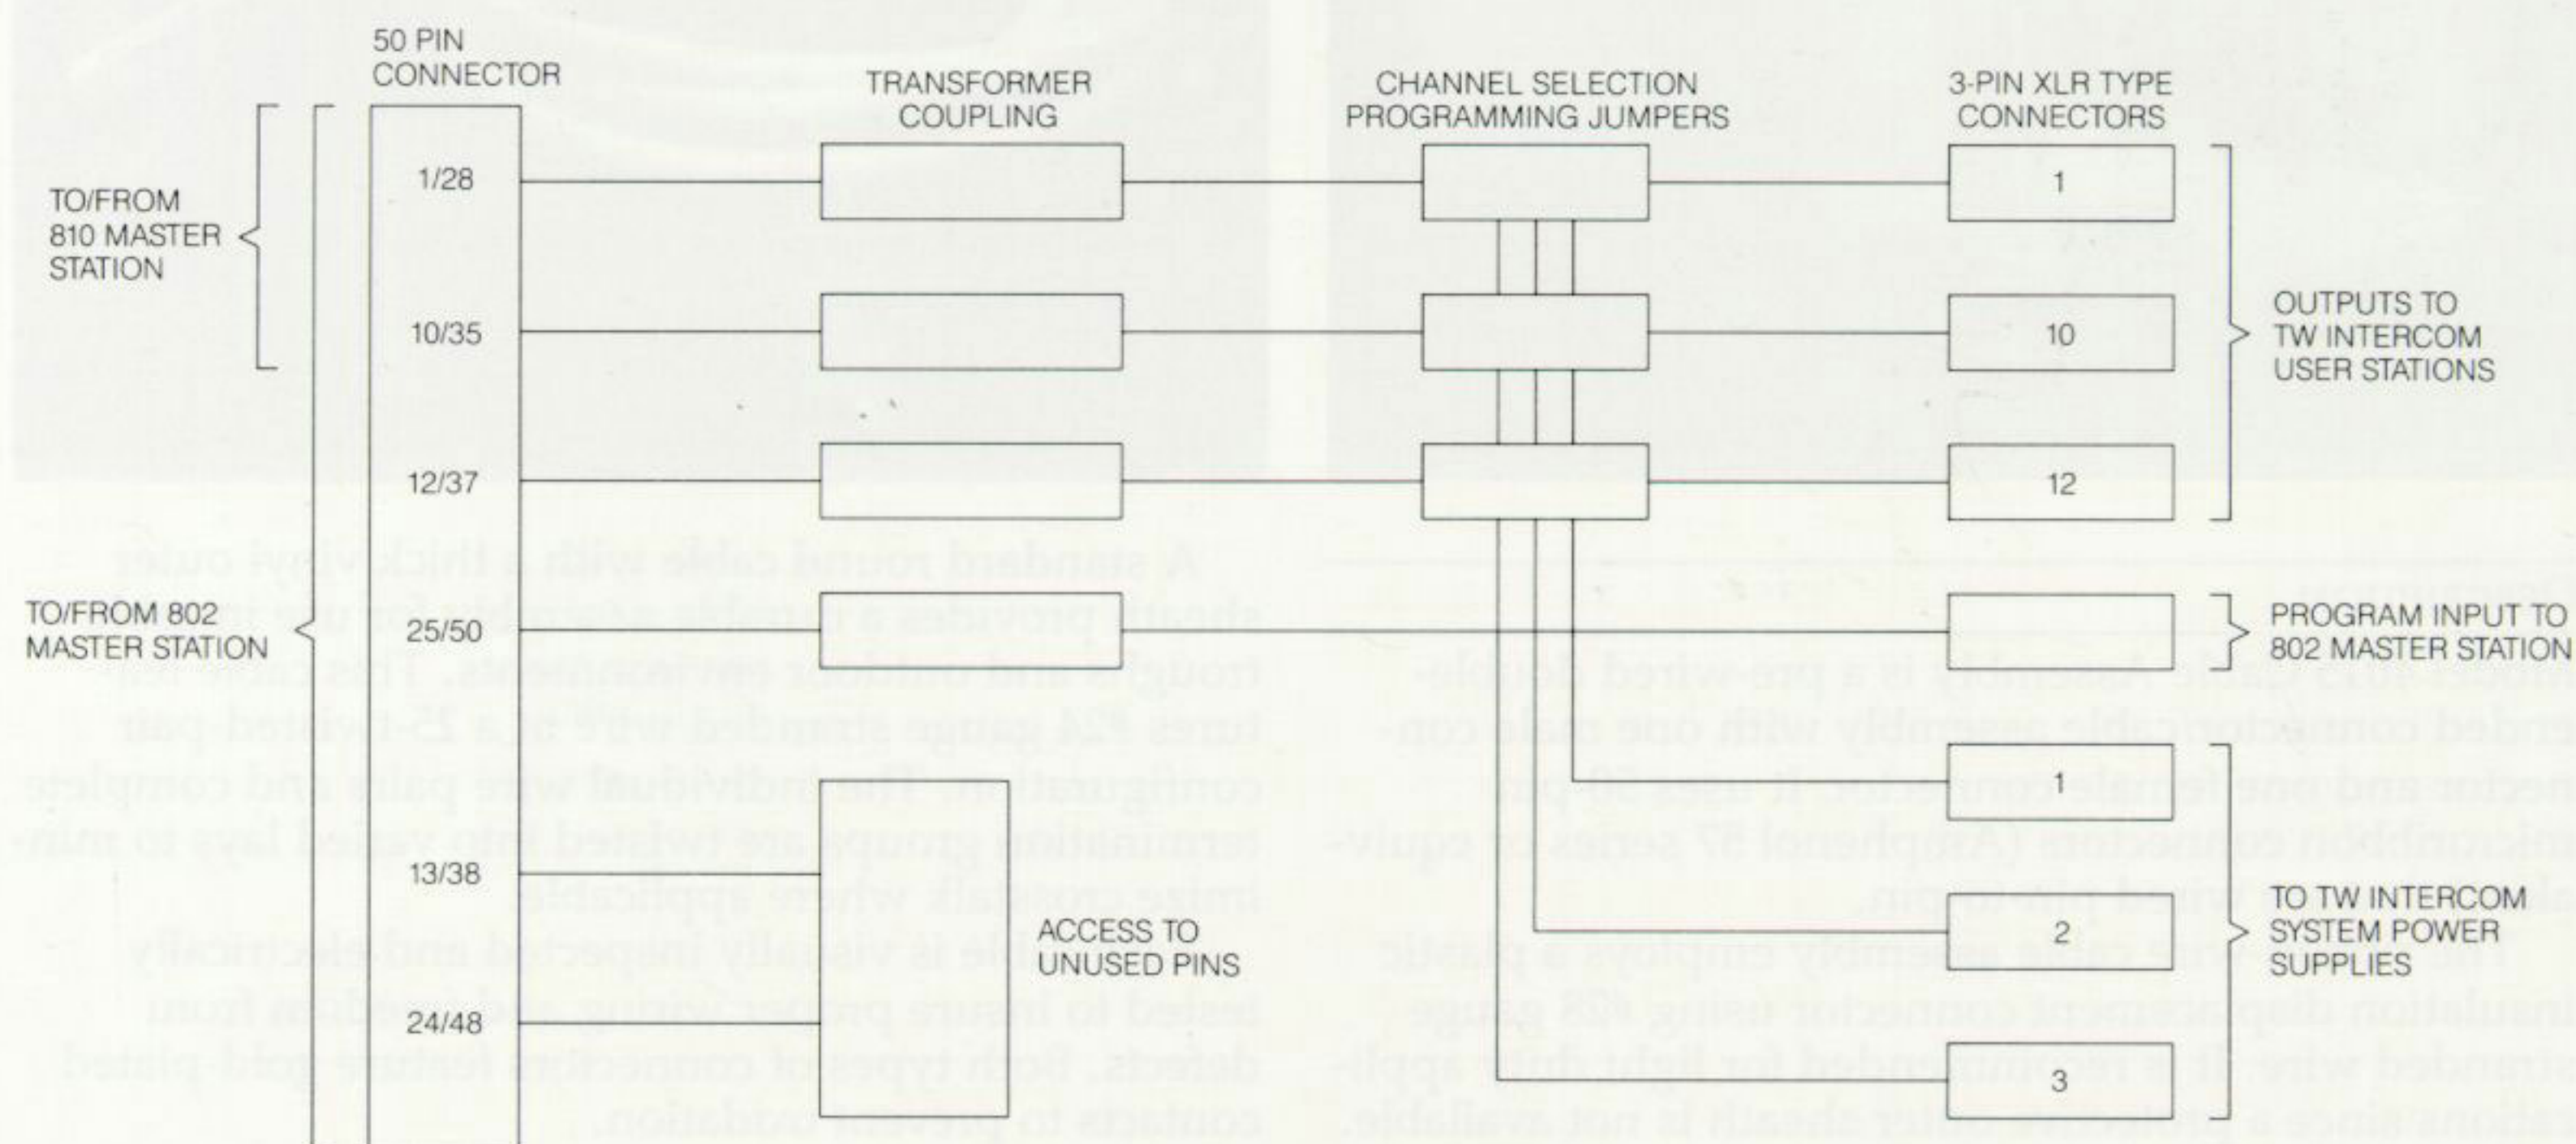 50 PIN
CONNECTOR
TRANSFORMER
COUPLING
CHANNEL SELECTION
PROGRAMMING JUMPERS
3-PIN XLR TYPE
CONNECTORS
1/28
1
TO/FROM
810 MASTER
STATION
10/35
10
OUTPUTS TO
TW INTERCOM
USER STATIONS
12/37
12
TO/FROM 802
MASTER STATION
25/50
PROGRAM INPUT TO
802 MASTER STATION
1
13/38
ACCESS TO
UNUSED PINS
2
TO TW INTERCOM
SYSTEM POWER
SUPPLIES
24/48
3